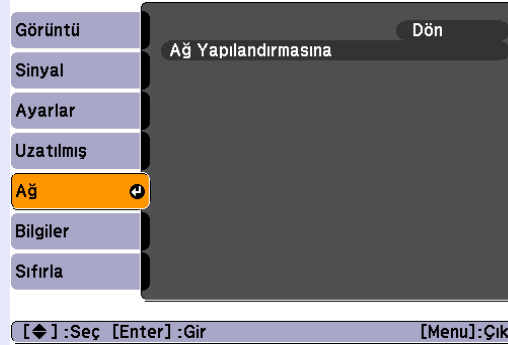 Görüntü
Sinyal
Ayarlar
Uzatılmış
Ağ
Bilgiler
Sıfırla
Dön
Ağ Yapılandırmasına
[◆]:Seç [Enter]:Gir [Menu]:Çık